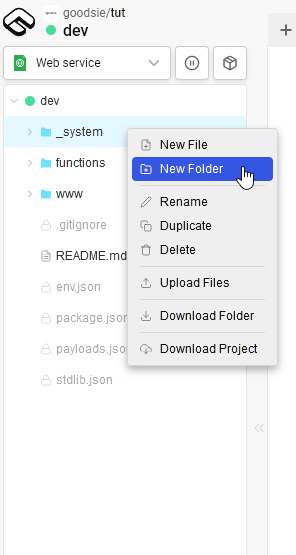 goodsie/tut
dev
Web service
dev
_system
New File
functions
New Folder
www
Rename
.gitignore
Duplicate
README.md
Delete
env.json
Upload Files
package.json
Download Folder
payloads.json
Download Project
stdlib.json